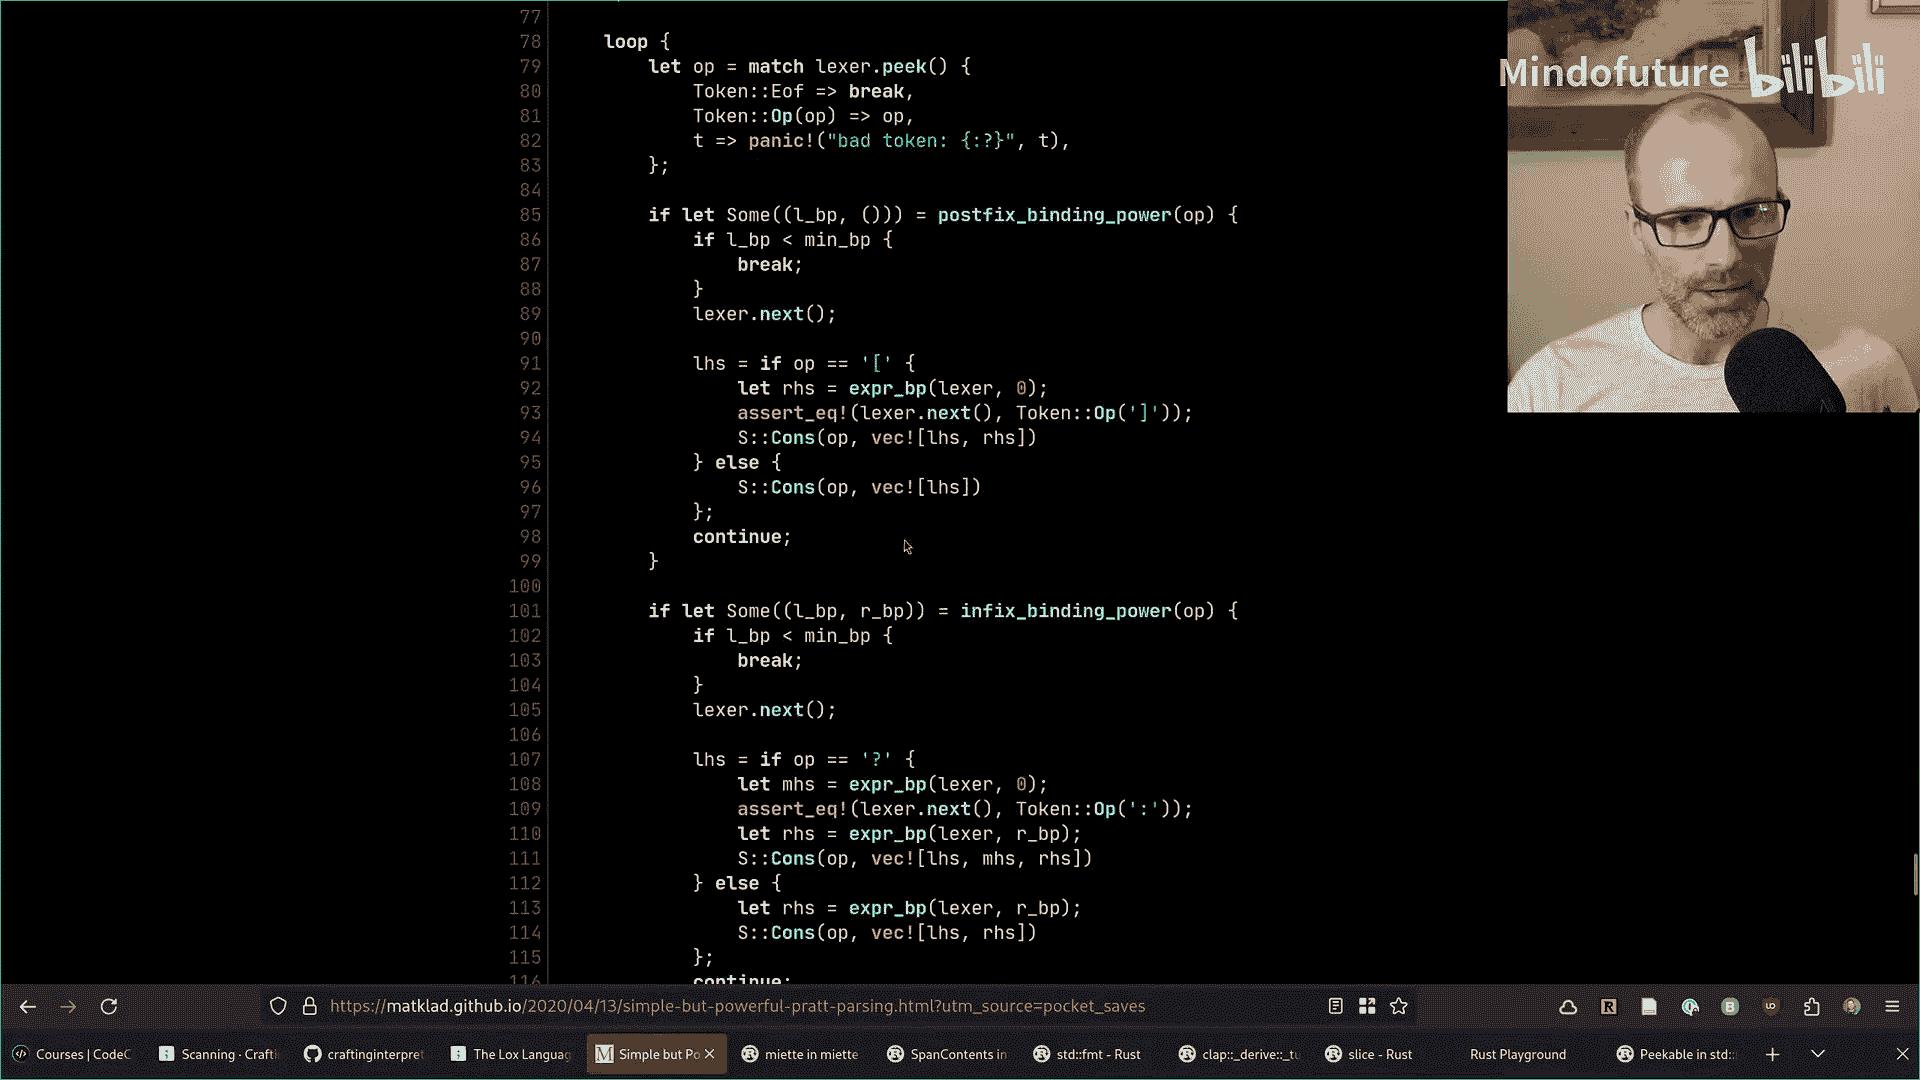 Mindofuture bilibili
77
78 loop {
79 let op = match lexer.peek() {
80 Token::Eof => break,
81 Token::Op(op) => op,
82 t => panic!("bad token: {:?}", t),
83 };
84
85 if let Some((l_bp, ())) = postfix_binding_power(op) {
86 if l_bp < min_bp {
87 break;
88 }
89 lexer.next();
90
91 lhs = if op == '[' {
92 let rhs = expr_bp(lexer, 0);
93 assert_eq!(lexer.next(), Token::Op(']'));
94 S::Cons(op, vec![lhs, rhs])
95 } else {
96 S::Cons(op, vec![lhs])
97 };
98 continue;
99 }
100
101 if let Some((l_bp, r_bp)) = infix_binding_power(op) {
102 if l_bp < min_bp {
103 break;
104 }
105 lexer.next();
106
107 lhs = if op == '?' {
108 let mhs = expr_bp(lexer, 0);
109 assert_eq!(lexer.next(), Token::Op(':'));
110 let rhs = expr_bp(lexer, r_bp);
111 S::Cons(op, vec![lhs, mhs, rhs])
112 } else {
113 let rhs = expr_bp(lexer, r_bp);
114 S::Cons(op, vec![lhs, rhs])
115 };
116 continue;
https://matklad.github.io/2020/04/13/simple-but-powerful-pratt-parsing.html?utm_source=pocket_saves
Courses | CodeC Scanning · Crafti craftinginterpret The Lox Languag Simple but Po miette in miette SpanContents in std::fmt - Rust clap::_derive::_tu slice - Rust Rust Playground Peekable in std::